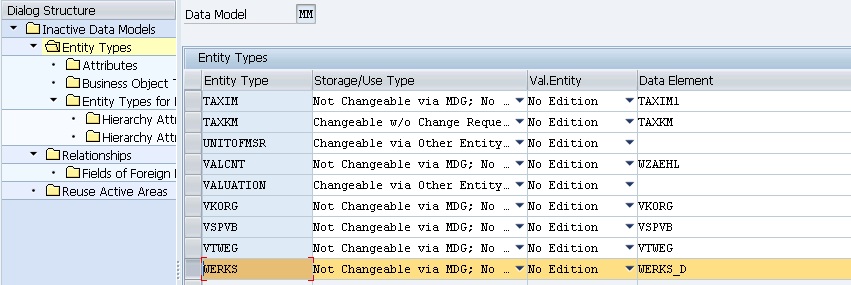 Dialog Structure
Inactive Data Models
Entity Types
Attributes
Business Object T
Entity Types for
Hierarchy Attr
Hierarchy Attr
Relationships
Fields of Foreign
Reuse Active Areas
Data Model MM
Entity Types
Entity Type Storage/Use Type Val.Entity Data Element
TAXIM Not Changeable via MDG; No … No Edition TAXIM1
TAXKM Changeable w/o Change Reque… No Edition TAXKM
UNITOFMSR Changeable via Other Entity… No Edition
VALCNT Not Changeable via MDG; No … No Edition WZAEHL
VALUATION Changeable via Other Entity… No Edition
VKORG Not Changeable via MDG; No … No Edition VKORG
VSPVB Not Changeable via MDG; No … No Edition VSPVB
VTWEG Not Changeable via MDG; No … No Edition VTWEG
WERKS Not Changeable via MDG; No … No Edition WERKS_D